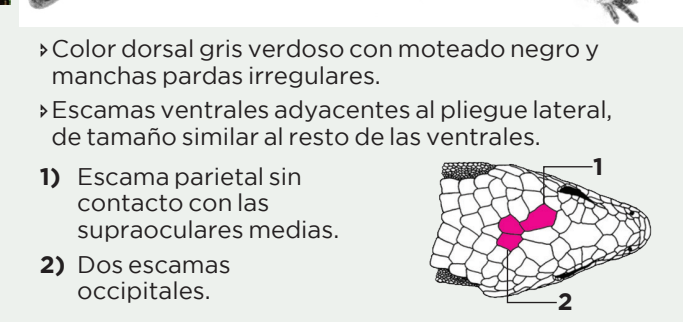 ▹Color dorsal gris verdoso con moteado negro y
manchas pardas irregulares.
▹Escamas ventrales adyacentes al pliegue lateral,
de tamaño similar al resto de las ventrales.
1) Escama parietal sin
contacto con las
supraoculares medias.
2) Dos escamas
occipitales.
1
2